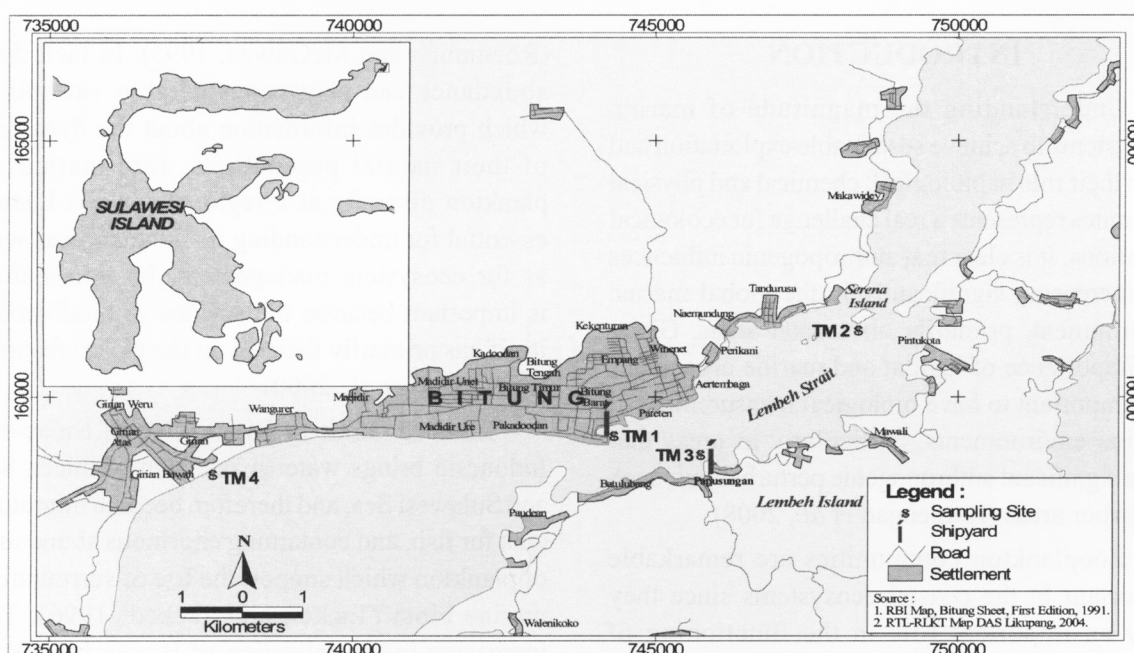 735000
740000
745000
750000
165000
165000
160000
160000
735000
740000
745000
750000
SULAWESI
ISLAND
Makawidey
Serena
Island
Tandurusa
Naemundung
TM 2 s
Pintukota
Kekenturan
Winenet
Perikani
Empang
Kadoodan
Bitung
Tengah
Aertembaga
Lembeh Strait
Madidir Unet
Bitung Timur
Bitung
Barat
BITUNG
Girian Weru
Wangurer
Madidir
Pateten
Madidir Ure
Pakadoodan
Girian
Atas
Girian
s TM 1
Mawali
TM 3 s
Girian Bawah
s TM 4
Batulubang
Papusungan
Lembeh Island
Paudean
Walenikoko
N
1 0 1
Kilometers
Legend :
s Sampling Site
Shipyard
Road
Settlement
Source :
1. RBI Map, Bitung Sheet, First Edition, 1991.
2. RTL-RLKT Map DAS Likupang, 2004.